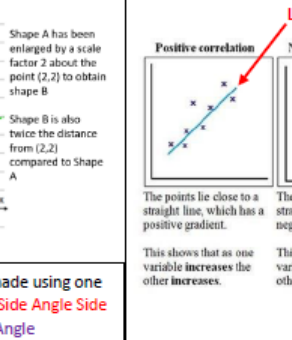 Shape A has been
enlarged by a scale
factor 2 about the
point (2,2) to obtain
shape B
Shape B is also
twice the distance
from (2,2)
compared to Shape
A
made using one
Side Angle Side
Angle
L
Positive correlation
The points lie close to a
straight line, which has a
positive gradient.
This shows that as one
variable increases the
other increases.